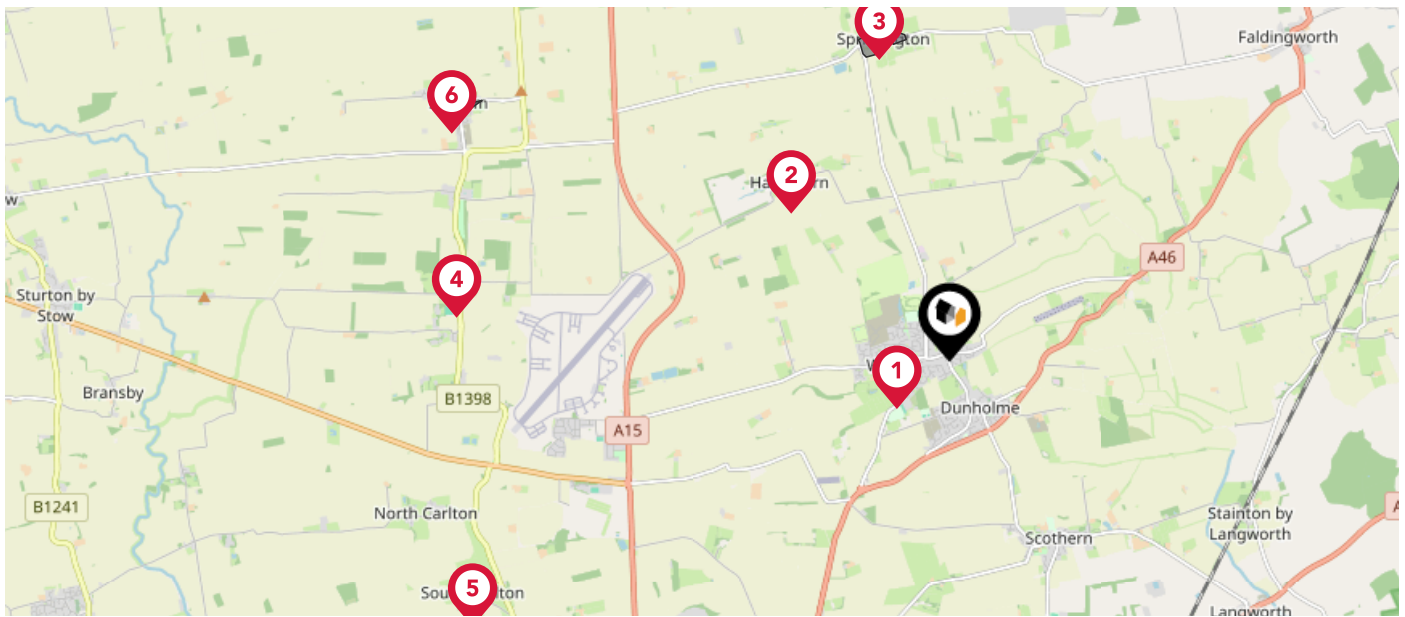 3
Faldingworth
6
2
w
A46
4
Sturton by
Stow
1
Bransby
B1398
Dunholme
A15
B1241
North Carlton
Stainton by
Langworth
Scothern
5
Langworth